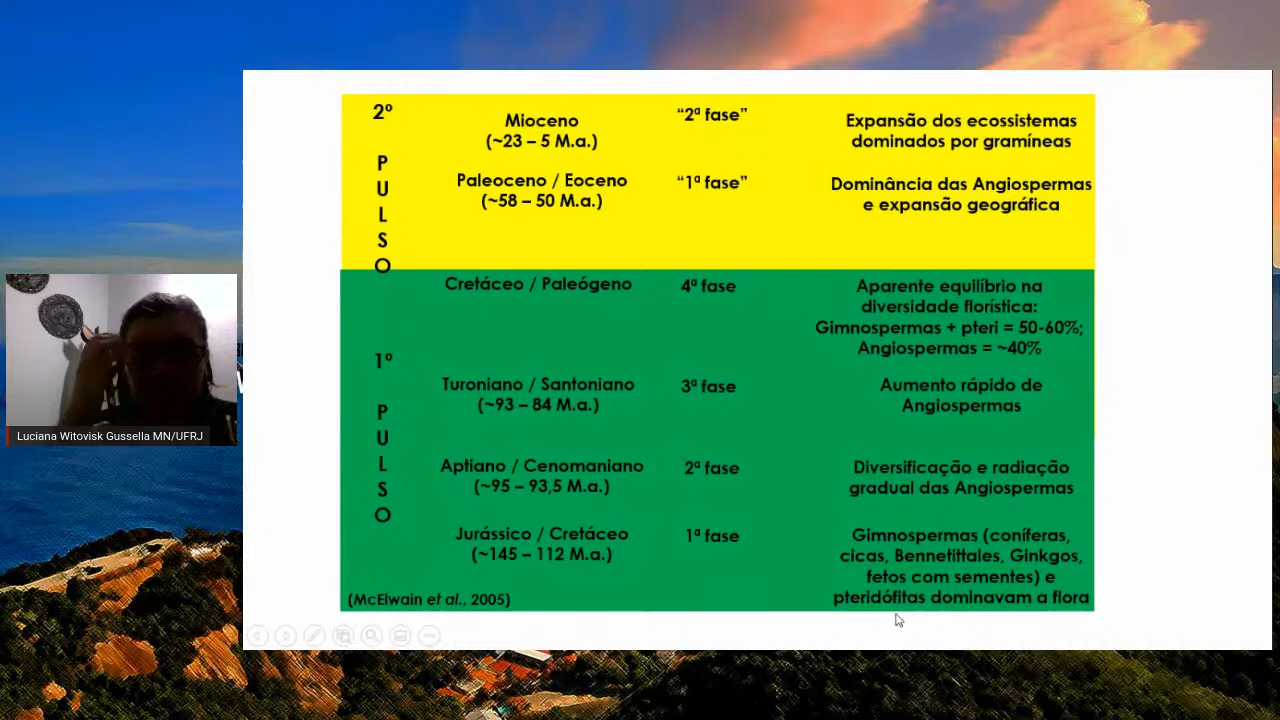 2º
PULSO
Mioceno
(~23 – 5 M.a.)
“2ª fase”
Expansão dos ecossistemas
dominados por gramíneas
Paleoceno / Eoceno
(~58 – 50 M.a.)
“1ª fase”
Dominância das Angiospermas
e expansão geográfica
1º
PULSO
Cretáceo / Paleógeno
4ª fase
Aparente equilíbrio na
diversidade florística:
Gimnospermas + pteri = 50-60%;
Angiospermas = ~40%
Turoniano / Santoniano
(~93 – 84 M.a.)
3ª fase
Aumento rápido de
Angiospermas
Aptiano / Cenomaniano
(~95 – 93,5 M.a.)
2ª fase
Diversificação e radiação
gradual das Angiospermas
Jurássico / Cretáceo
(~145 – 112 M.a.)
1ª fase
Gimnospermas (coníferas,
cicas, Bennetittales, Ginkgos,
fetos com sementes) e
pteridófitas dominavam a flora
(McElwain et al., 2005)
Luciana Witovisk Gussella MN/UFRJ